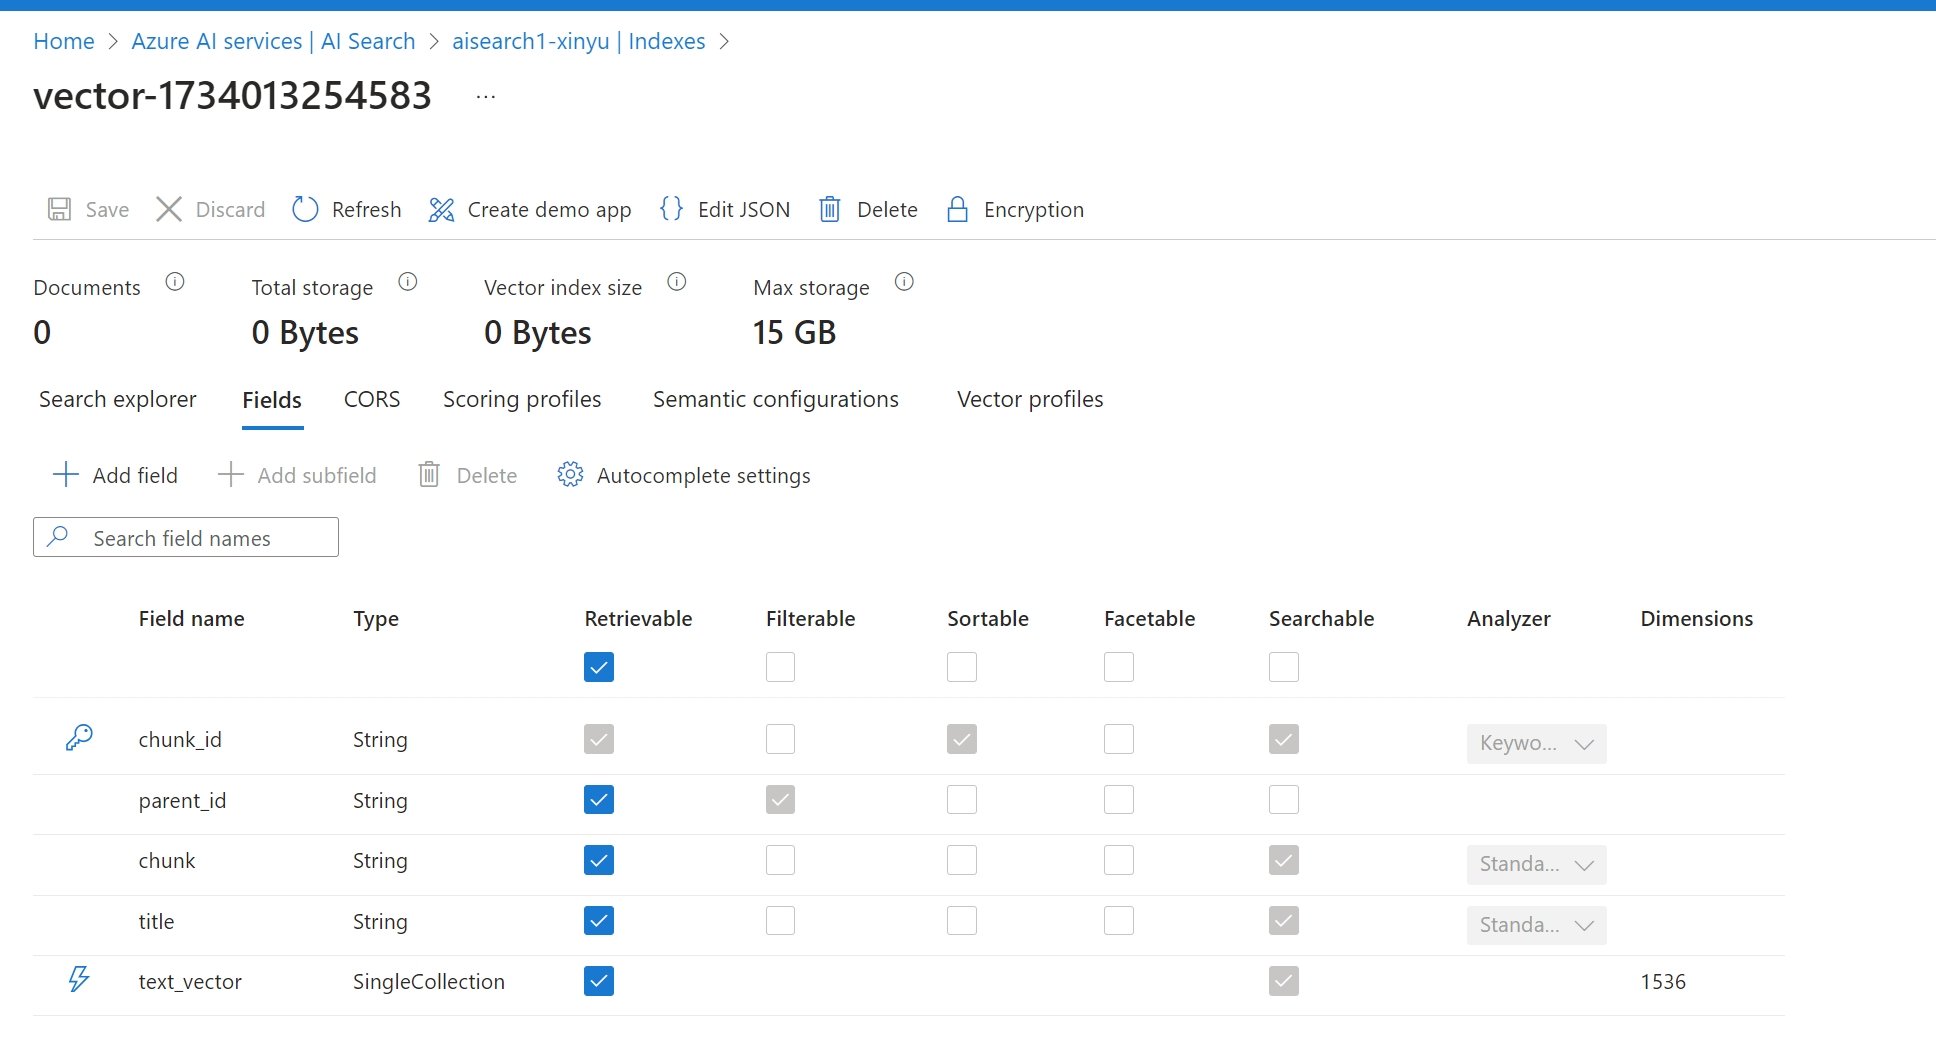 Home > Azure AI services | AI Search > aisearch1-xinyu | Indexes >
vector-1734013254583 ...
Save Discard Refresh Create demo app {} Edit JSON Delete Encryption
Documents Total storage Vector index size Max storage
0 0 Bytes 0 Bytes 15 GB
Search explorer Fields CORS Scoring profiles Semantic configurations Vector profiles
+ Add field + Add subfield Delete Autocomplete settings
Search field names
Field name Type Retrievable Filterable Sortable Facetable Searchable Analyzer Dimensions
chunk_id String Keywo...
parent_id String
chunk String Standa...
title String Standa...
text_vector SingleCollection 1536